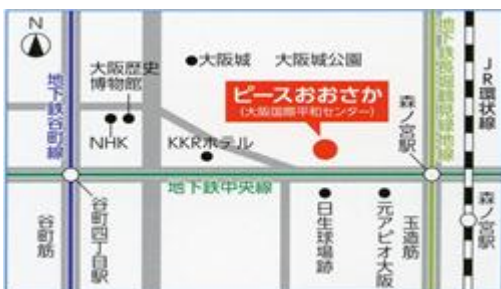 N
地下鉄谷町線
大阪歴史
博物館
NHK
大阪城
大阪城公園
ピースおおさか
(大阪国際平和センター)
KKRホテル
地下鉄長堀鶴見緑地線
森ノ宮駅
JR環状線
地下鉄中央線
谷町筋
谷町四丁目駅
日生球場跡
元アピオ大阪
玉造筋
森ノ宮駅